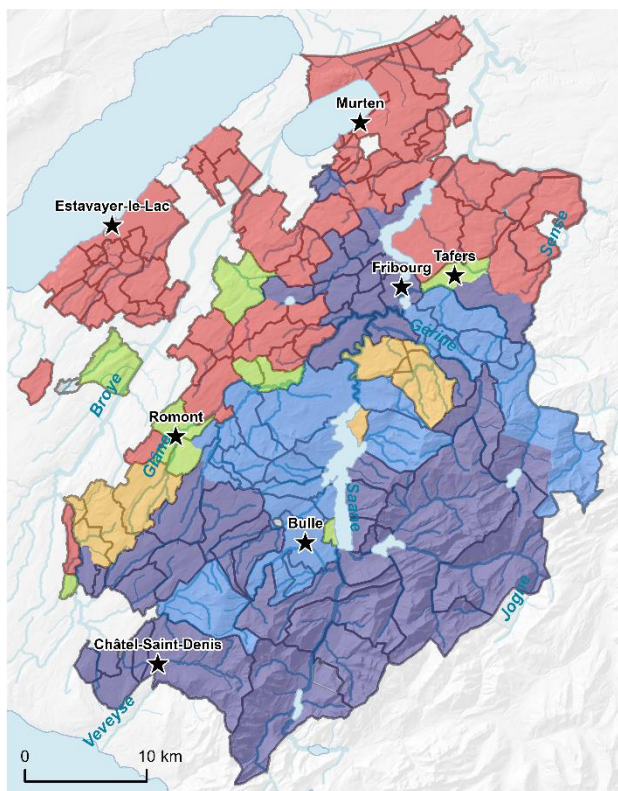 Murten
Estavayer-le-Lac
Sense
Tafers
Fribourg
Gérine
Broye
Romont
Glâne
Sarine
Bulle
Jogne
Châtel-Saint-Denis
Veveyse
0 10 km